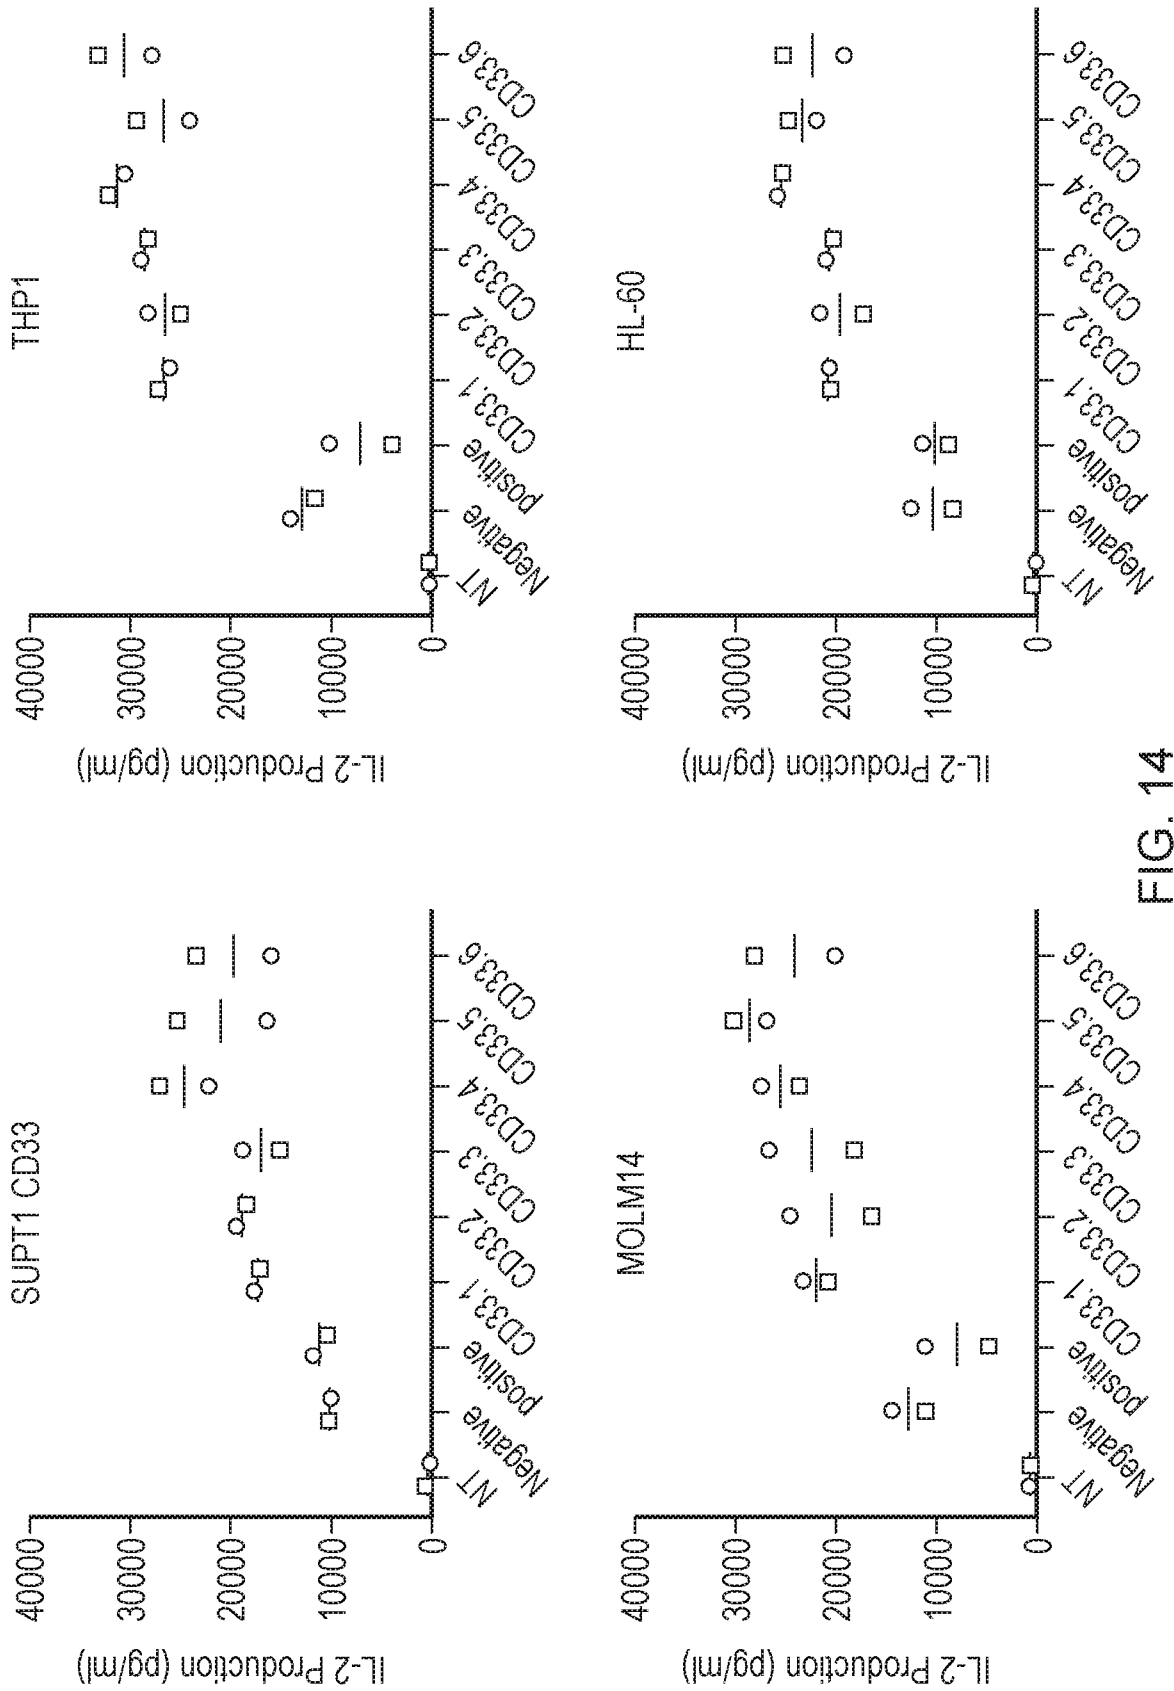 SUPT1 CD33
IL-2 Production (pg/ml)
40000
30000
20000
10000
0
NT
Negative
positive
CD33.1
CD33.2
CD33.3
CD33.4
CD33.5
CD33.6
THP1
IL-2 Production (pg/ml)
40000
30000
20000
10000
0
NT
Negative
positive
CD33.1
CD33.2
CD33.3
CD33.4
CD33.5
CD33.6
MOLM14
IL-2 Production (pg/ml)
40000
30000
20000
10000
0
NT
Negative
positive
CD33.1
CD33.2
CD33.3
CD33.4
CD33.5
CD33.6
HL-60
IL-2 Production (pg/ml)
40000
30000
20000
10000
0
NT
Negative
positive
CD33.1
CD33.2
CD33.3
CD33.4
CD33.5
CD33.6
FIG. 14